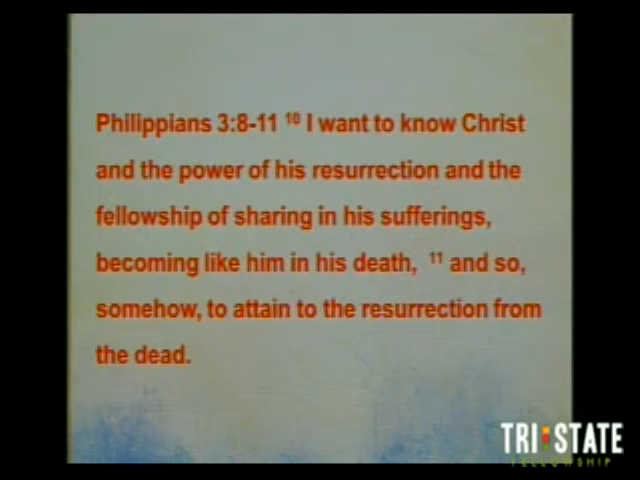 Philippians 3:8-11 ¹⁰ I want to know Christ
and the power of his resurrection and the
fellowship of sharing in his sufferings,
becoming like him in his death, ¹¹ and so,
somehow, to attain to the resurrection from
the dead.
TRI STATE
FELLOWSHIP